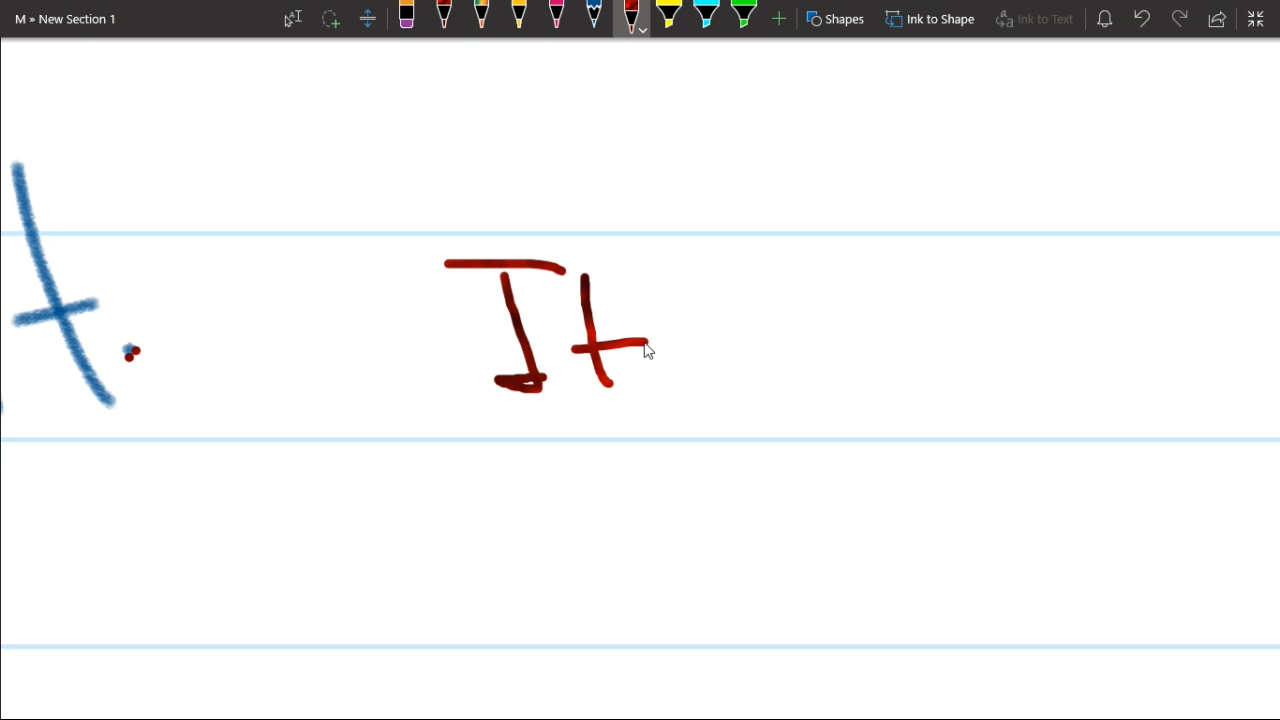 M » New Section 1
Shapes
Ink to Shape
Ink to Text
t. It